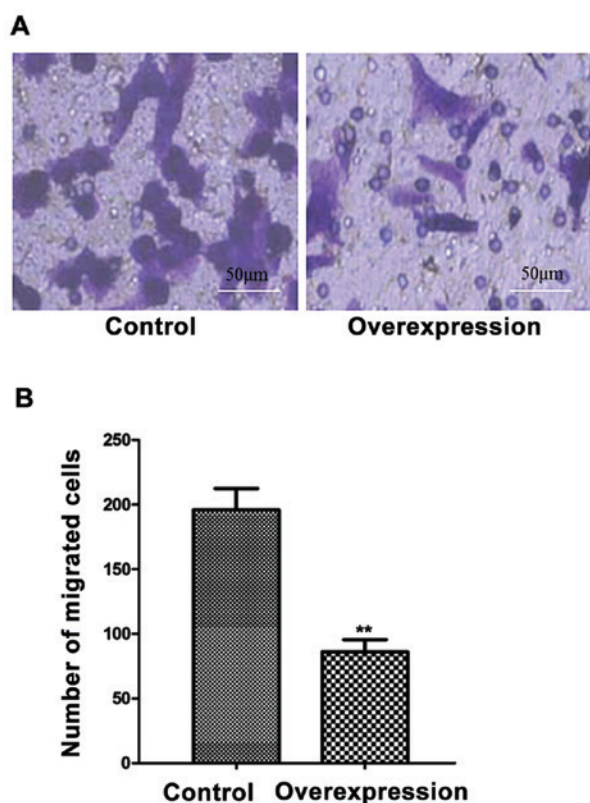 A
50μm
50μm
Control
Overexpression
B
Number of migrated cells
250
200
150
100
50
0
**
Control
Overexpression